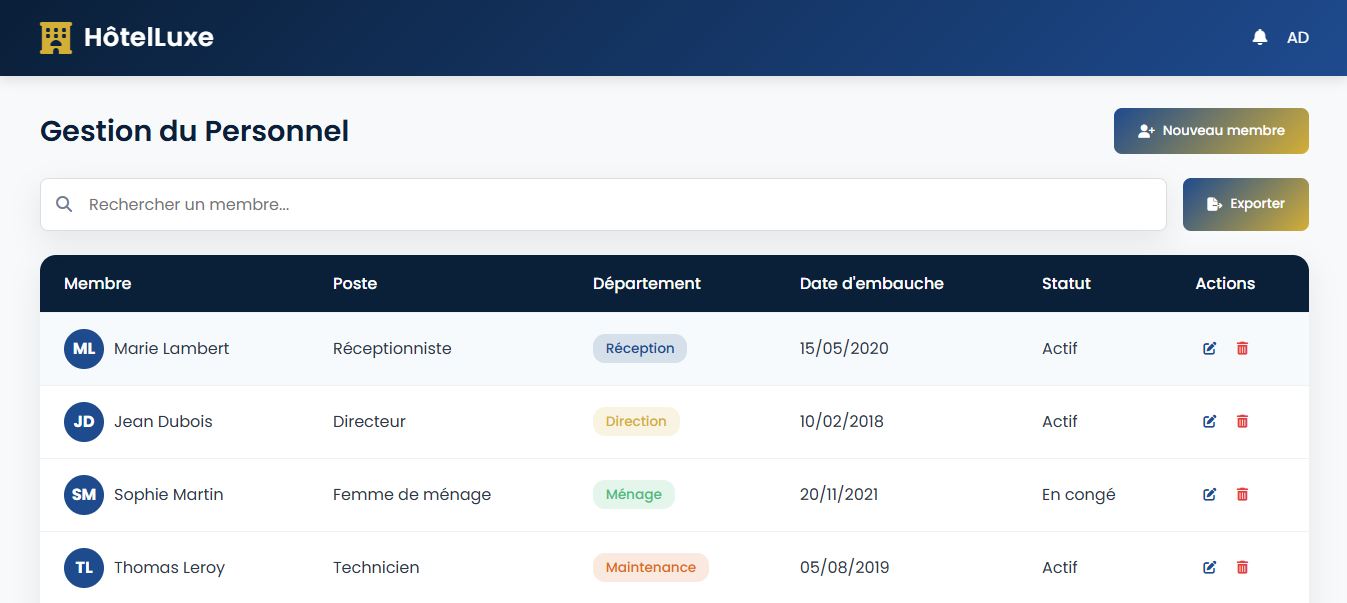 HôtelLuxe
AD
Gestion du Personnel
Nouveau membre
Rechercher un membre...
Exporter
Membre Poste Département Date d'embauche Statut Actions
ML Marie Lambert Réceptionniste Réception 15/05/2020 Actif
JD Jean Dubois Directeur Direction 10/02/2018 Actif
SM Sophie Martin Femme de ménage Ménage 20/11/2021 En congé
TL Thomas Leroy Technicien Maintenance 05/08/2019 Actif